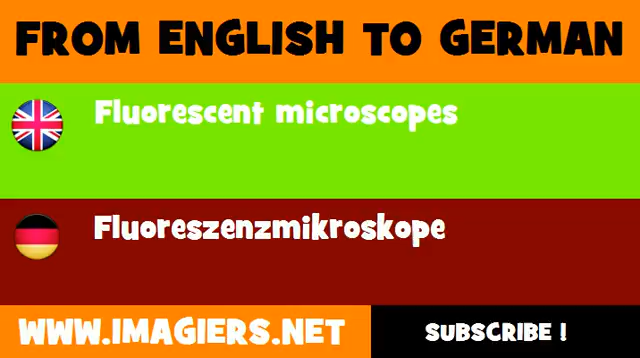 FROM ENGLISH TO GERMAN
Fluorescent microscopes
Fluoreszenzmikroskope
WWW.IMAGIERS.NET
SUBSCRIBE !